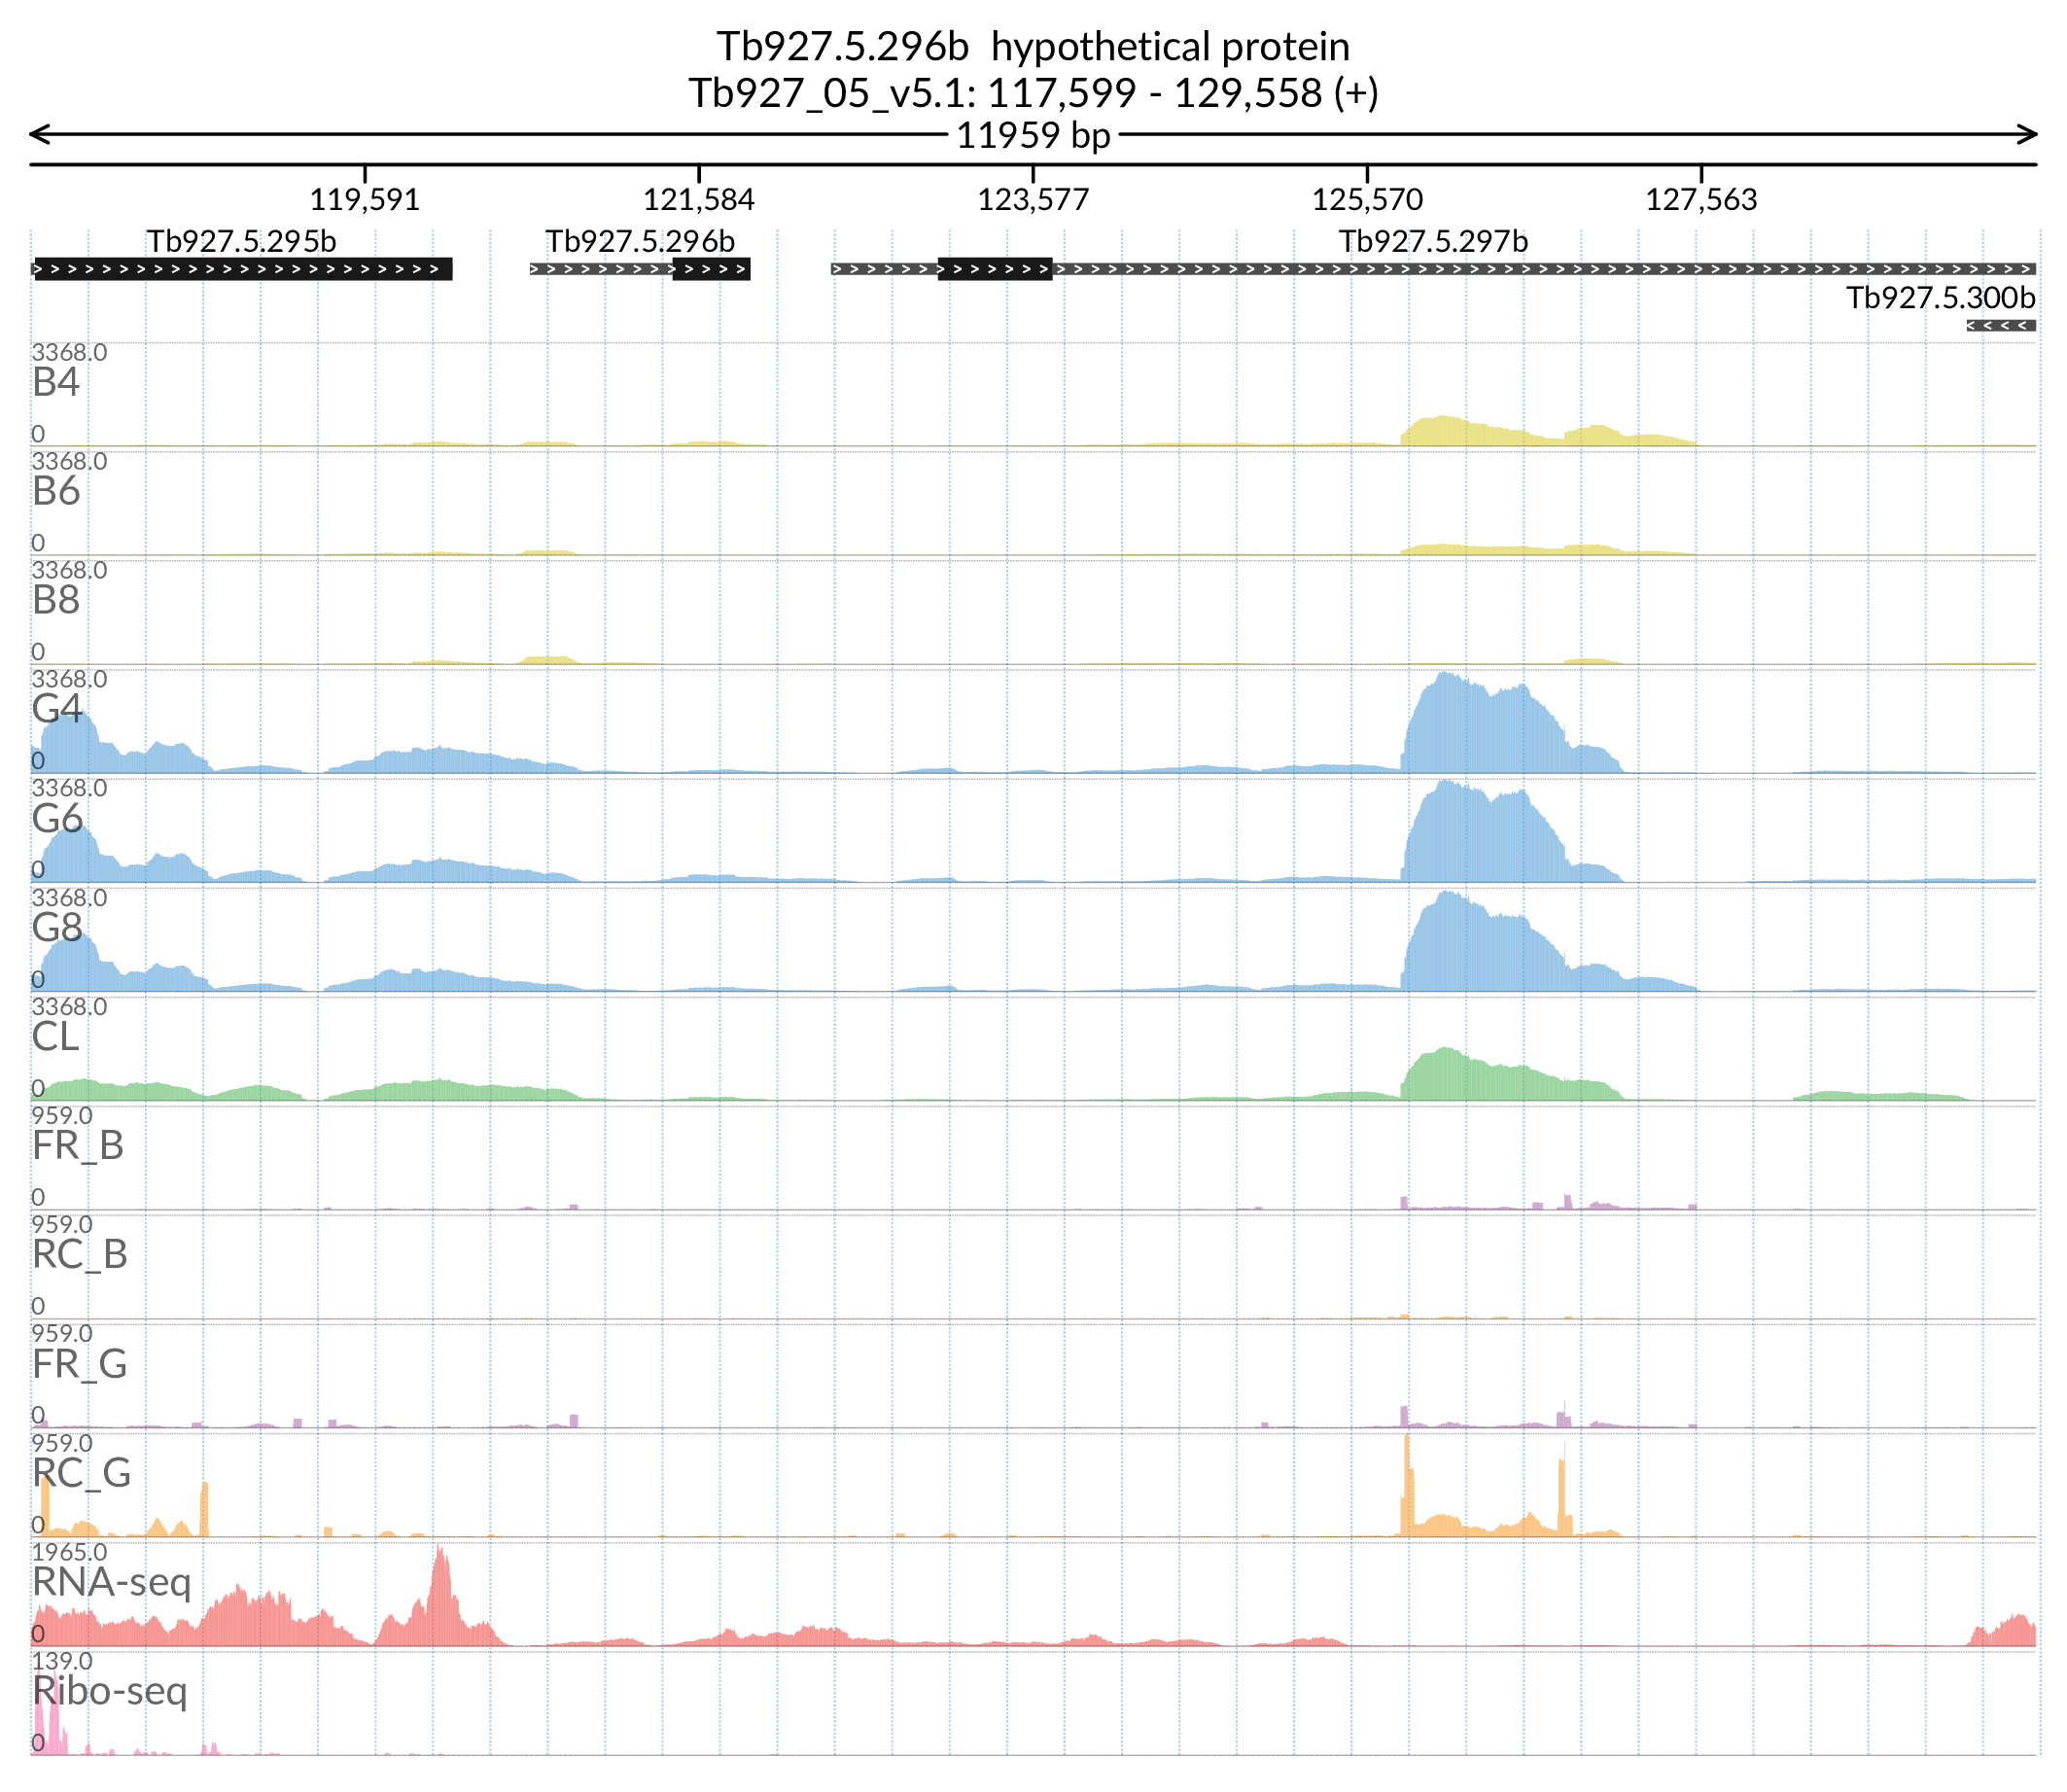 Tb927.5.296b hypothetical protein
Tb927_05_v5.1: 117,599 - 129,558 (+)
11959 bp
119,591 121,584 123,577 125,570 127,563
Tb927.5.295b Tb927.5.296b Tb927.5.297b
Tb927.5.300b
3368.0
B4
0
3368.0
B6
0
3368.0
B8
0
3368.0
G4
0
3368.0
G6
0
3368.0
G8
0
3368.0
CL
0
959.0
FR_B
0
959.0
RC_B
0
959.0
FR_G
0
959.0
RC_G
0
1965.0
RNA-seq
0
139.0
Ribo-seq
0